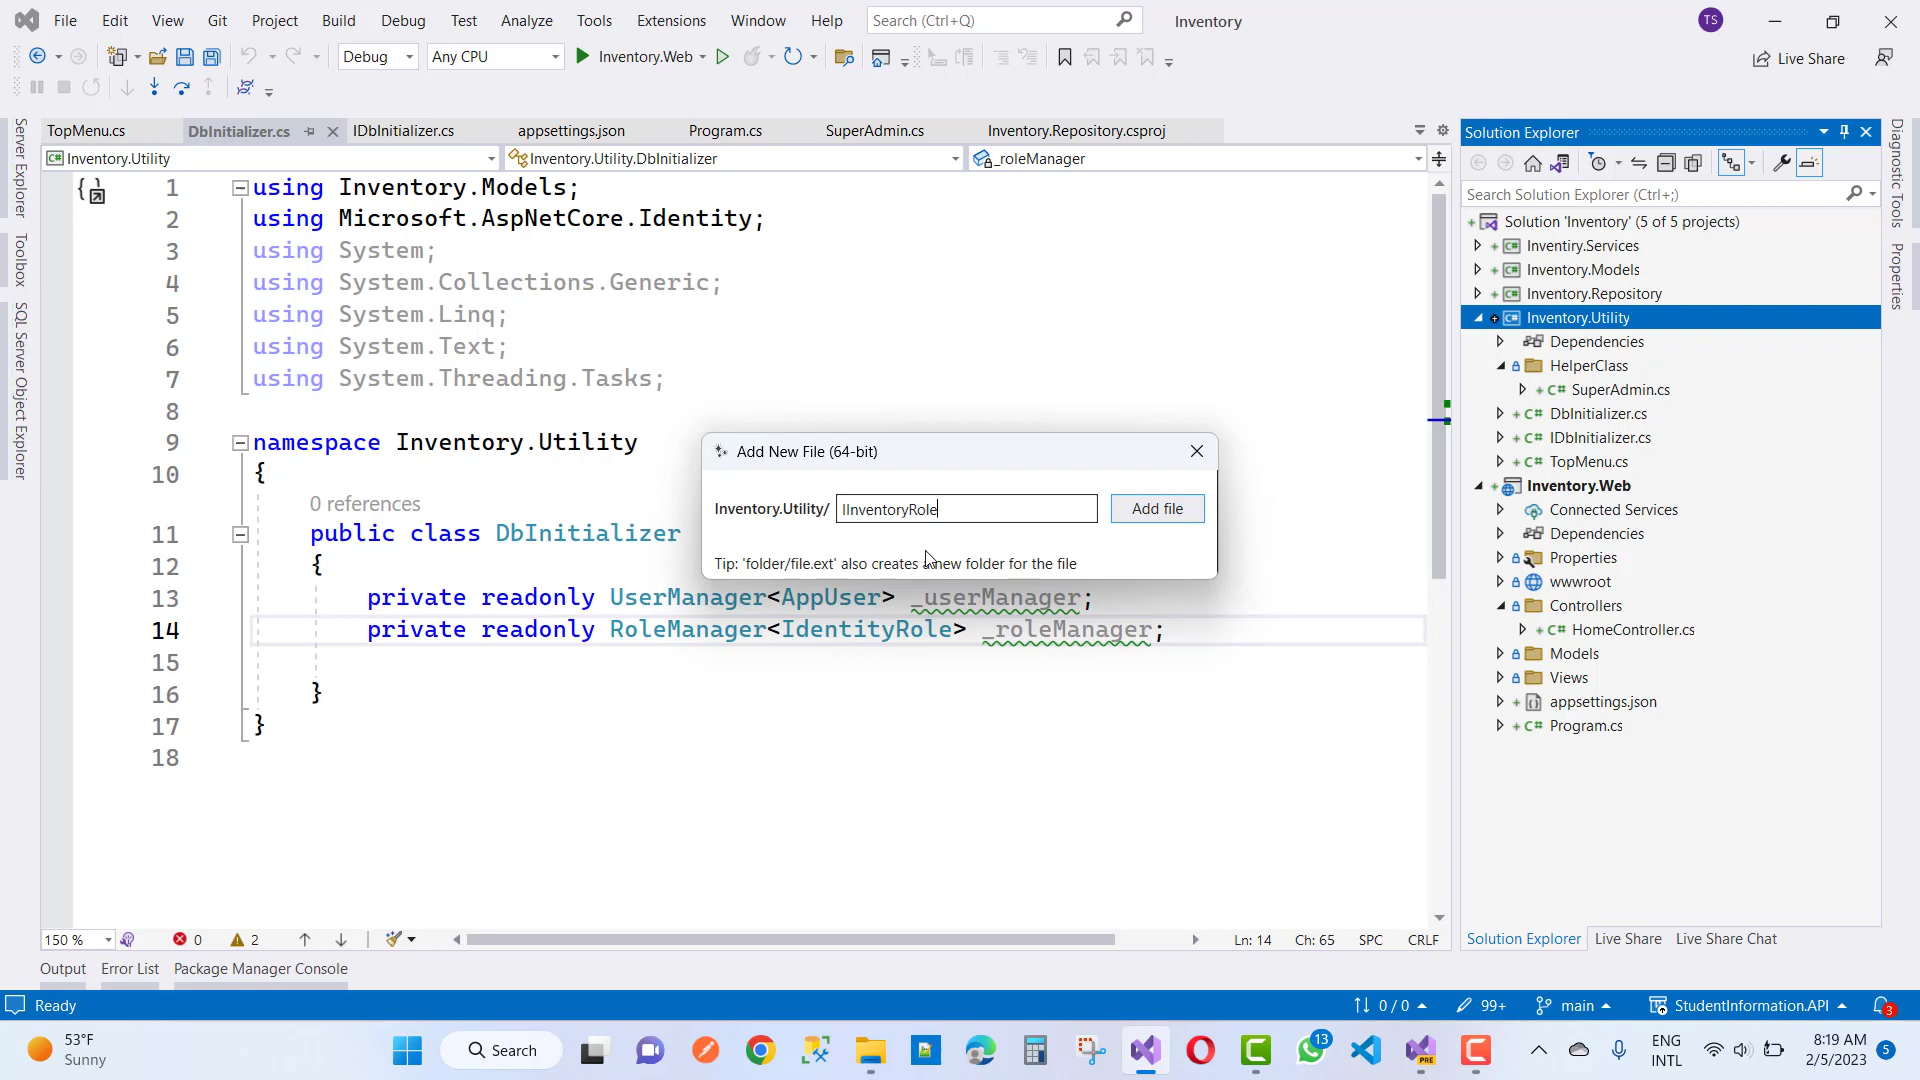 File Edit View Git Project Build Debug Test Analyze Tools Extensions Window Help Search (Ctrl+Q) Inventory TS
Debug Any CPU Inventory.Web Live Share
TopMenu.cs DbInitializer.cs IDbInitializer.cs appsettings.json Program.cs SuperAdmin.cs Inventory.Repository.csproj
Inventory.Utility Inventory.Utility.DbInitializer _roleManager
1 using Inventory.Models;
2 using Microsoft.AspNetCore.Identity;
3 using System;
4 using System.Collections.Generic;
5 using System.Linq;
6 using System.Text;
7 using System.Threading.Tasks;
8
9 namespace Inventory.Utility
10 {
0 references
11 public class DbInitializer
12 {
13 private readonly UserManager<AppUser> _userManager;
14 private readonly RoleManager<IdentityRole> _roleManager;
15
16 }
17 }
18
Add New File (64-bit)
Inventory.Utility/ IInventoryRole Add file
Tip: 'folder/file.ext' also creates a new folder for the file
Server Explorer
Toolbox
SQL Server Object Explorer
Solution Explorer
Search Solution Explorer (Ctrl+;)
Solution 'Inventory' (5 of 5 projects)
Inventiry.Services
Inventory.Models
Inventory.Repository
Inventory.Utility
Dependencies
HelperClass
SuperAdmin.cs
DbInitializer.cs
IDbInitializer.cs
TopMenu.cs
Inventory.Web
Connected Services
Dependencies
Properties
wwwroot
Controllers
HomeController.cs
Models
Views
appsettings.json
Program.cs
Diagnostic Tools
Properties
150 % 0 2 Ln: 14 Ch: 65 SPC CRLF
Solution Explorer Live Share Live Share Chat
Output Error List Package Manager Console
Ready 0 / 0 99+ main StudentInformation.API 3
53°F
Sunny
Search
13
ENG
INTL
8:19 AM
2/5/2023
5
PRE